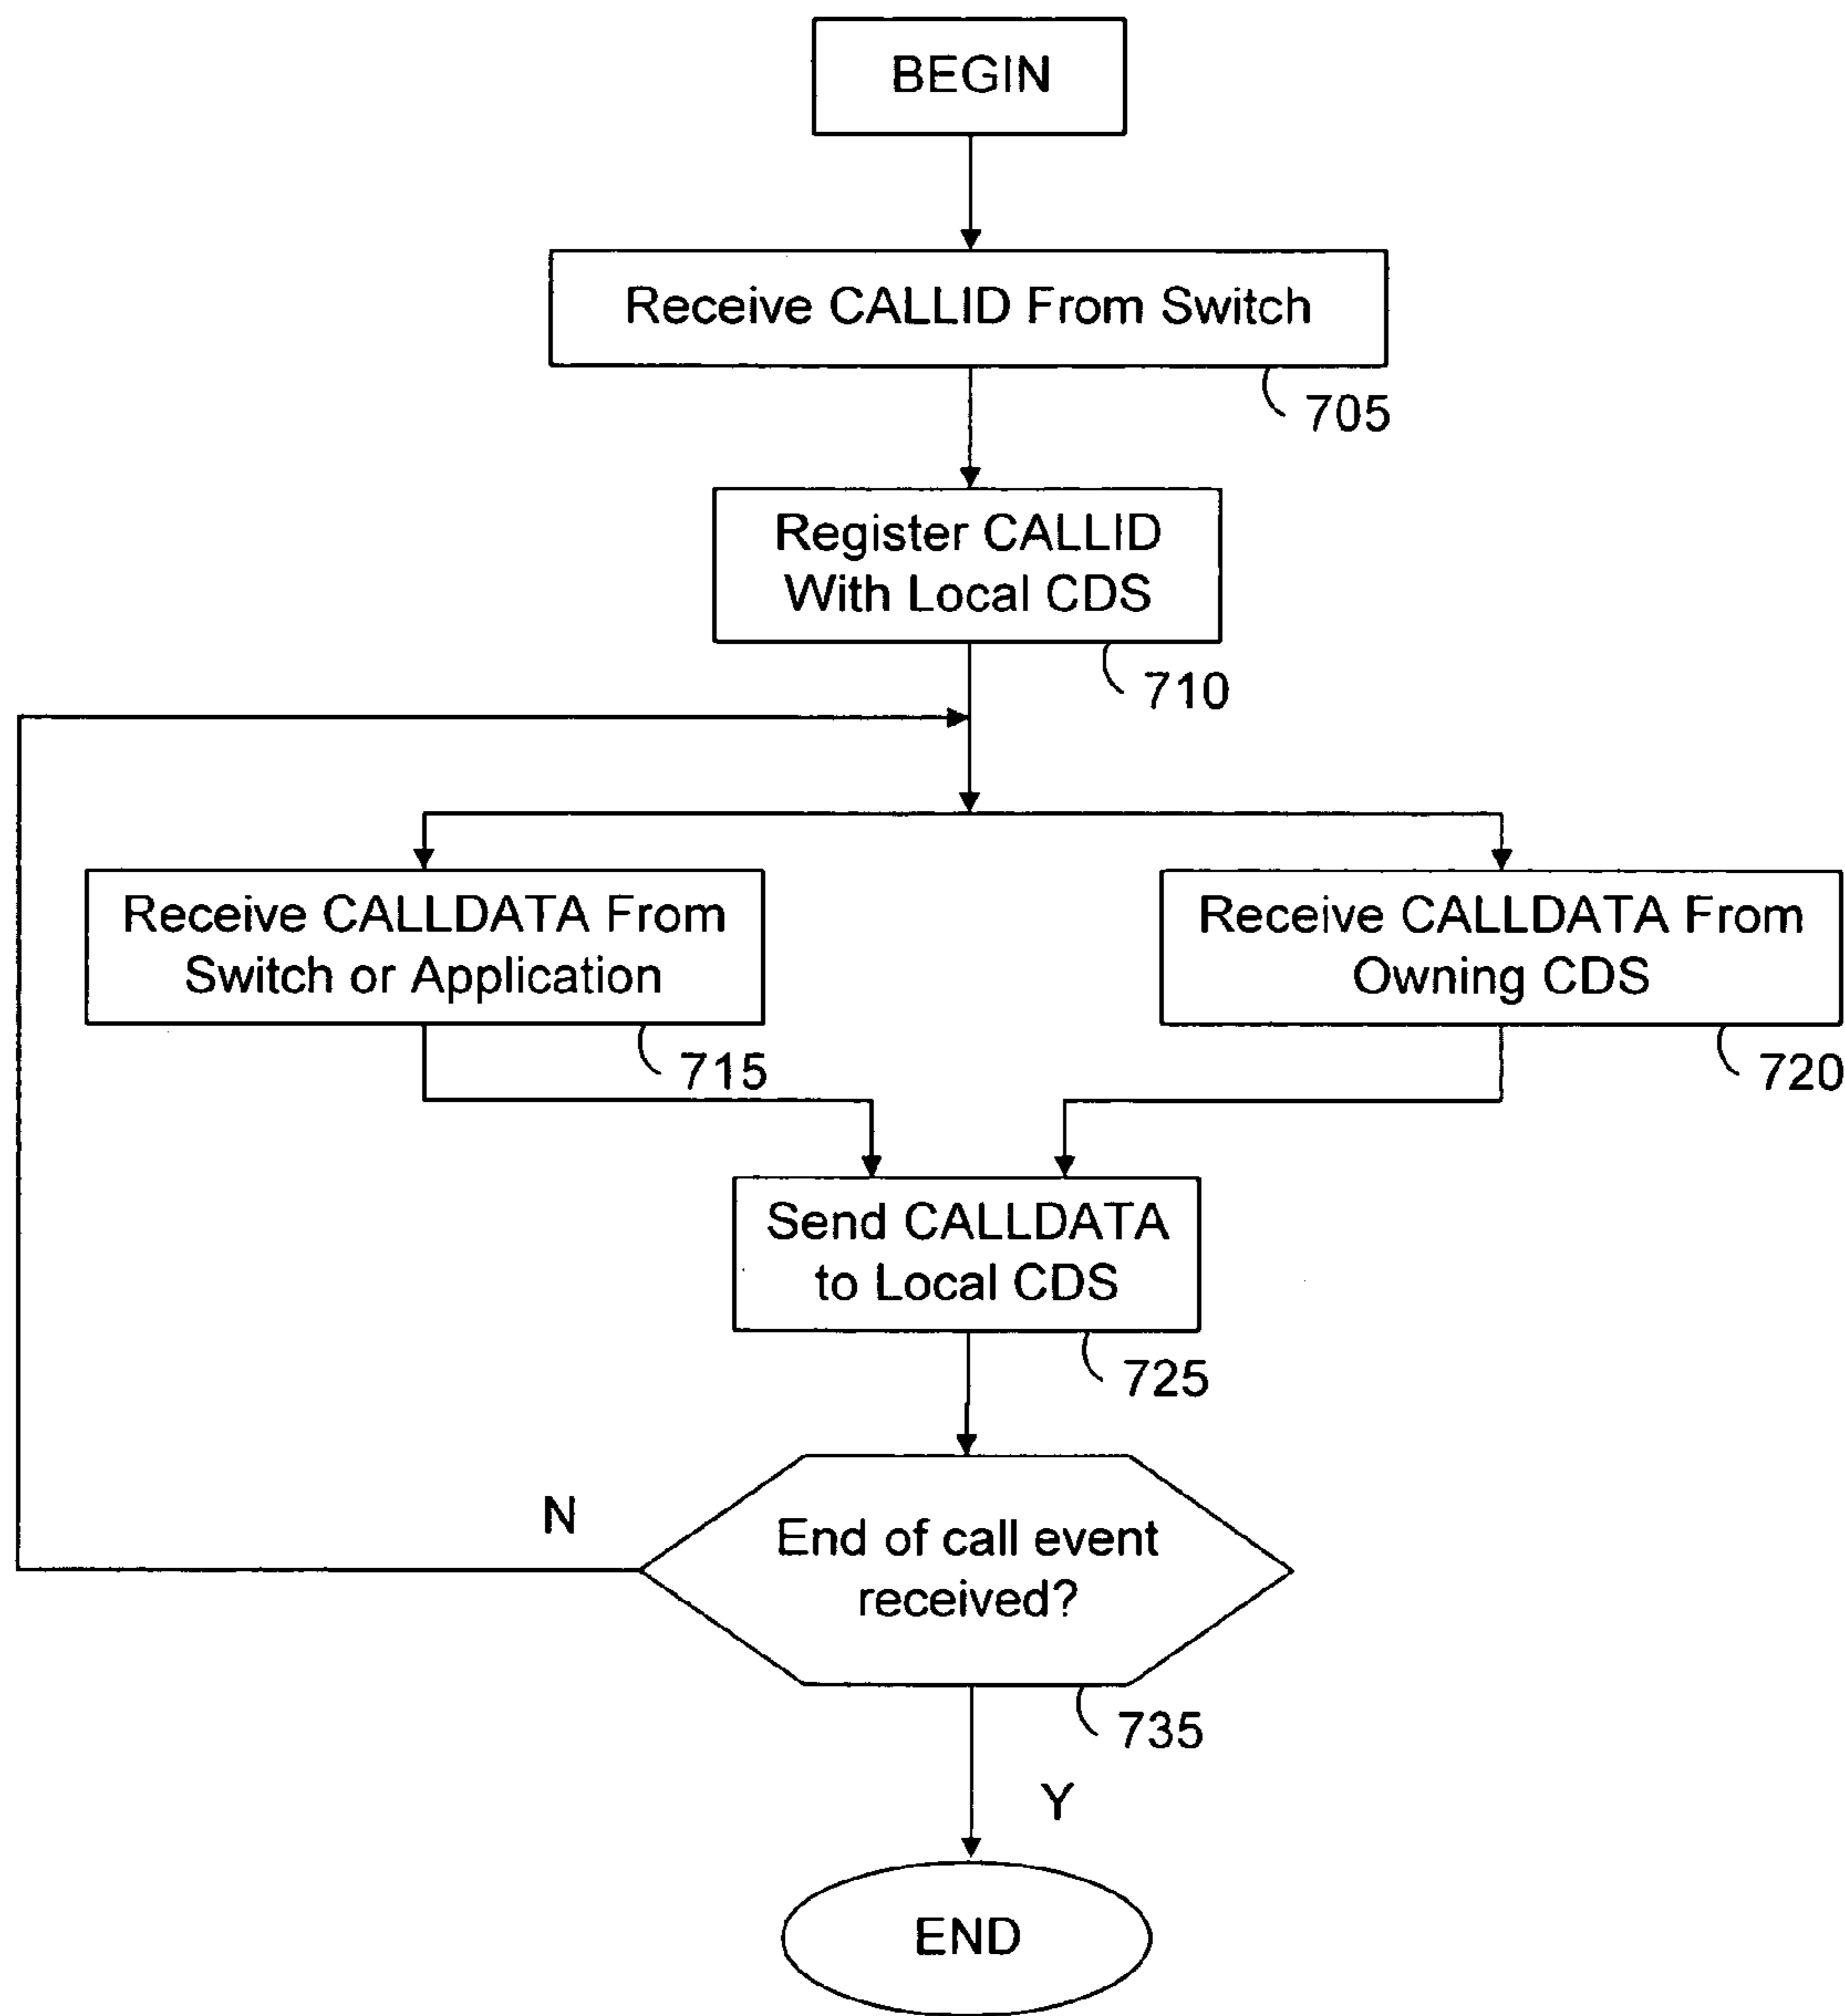 BEGIN
Receive CALLID From Switch
705
Register CALLID
With Local CDS
710
Receive CALLDATA From
Switch or Application
715
Receive CALLDATA From
Owning CDS
720
Send CALLDATA
to Local CDS
725
N
End of call event
received?
735
Y
END